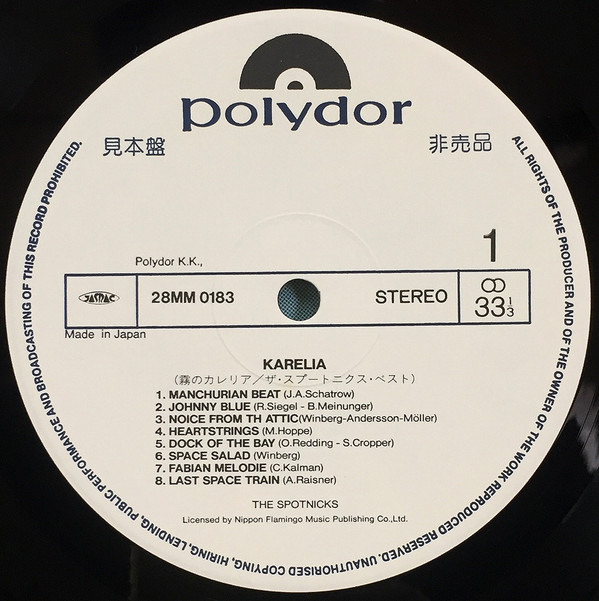 polydor
見本盤
非売品
1
Polydor K.K.,
JASRAC
28MM 0183
STEREO
33 1/3
Made in Japan
KARELIA
(霧のカレリア/ザ・スプートニクス・ベスト)
1. MANCHURIAN BEAT (J.A.Schatrow)
2. JOHNNY BLUE (R.Siegel - B.Meinunger)
3. NOICE FROM TH ATTIC(Winberg-Andersson-Möller)
4. HEARTSTRINGS (M.Hoppe)
5. DOCK OF THE BAY (O.Redding - S.Cropper)
6. SPACE SALAD (Winberg)
7. FABIAN MELODIE (C.Kalman)
8. LAST SPACE TRAIN (A.Raisner)
THE SPOTNICKS
Licensed by Nippon Flamingo Music Publishing Co.,Ltd.
ALL RIGHTS OF THE PRODUCER AND OF THE OWNER OF THE WORK REPRODUCED RESERVED. UNAUTHORISED COPYING, HIRING, LENDING, PUBLIC PERFORMANCE AND BROADCASTING OF THIS RECORD PROHIBITED.